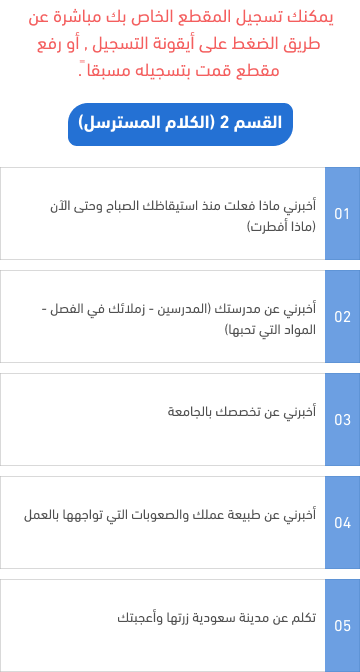 يمكنك تسجيل المقطع الخاص بك مباشرة عن
طريق الضغط على أيقونة التسجيل , أو رفع
مقطع قمت بتسجيله مسبقا ً.
القسم 2 (الكلام المسترسل)
01
أخبرني ماذا فعلت منذ استيقاظك الصباح وحتى الآن
(ماذا أفطرت)
02
أخبرني عن مدرستك (المدرسين - زملائك في الفصل -
المواد التي تحبها)
03
أخبرني عن تخصصك بالجامعة
04
أخبرني عن طبيعة عملك والصعوبات التي تواجهها بالعمل
05
تكلم عن مدينة سعودية زرتها وأعجبتك